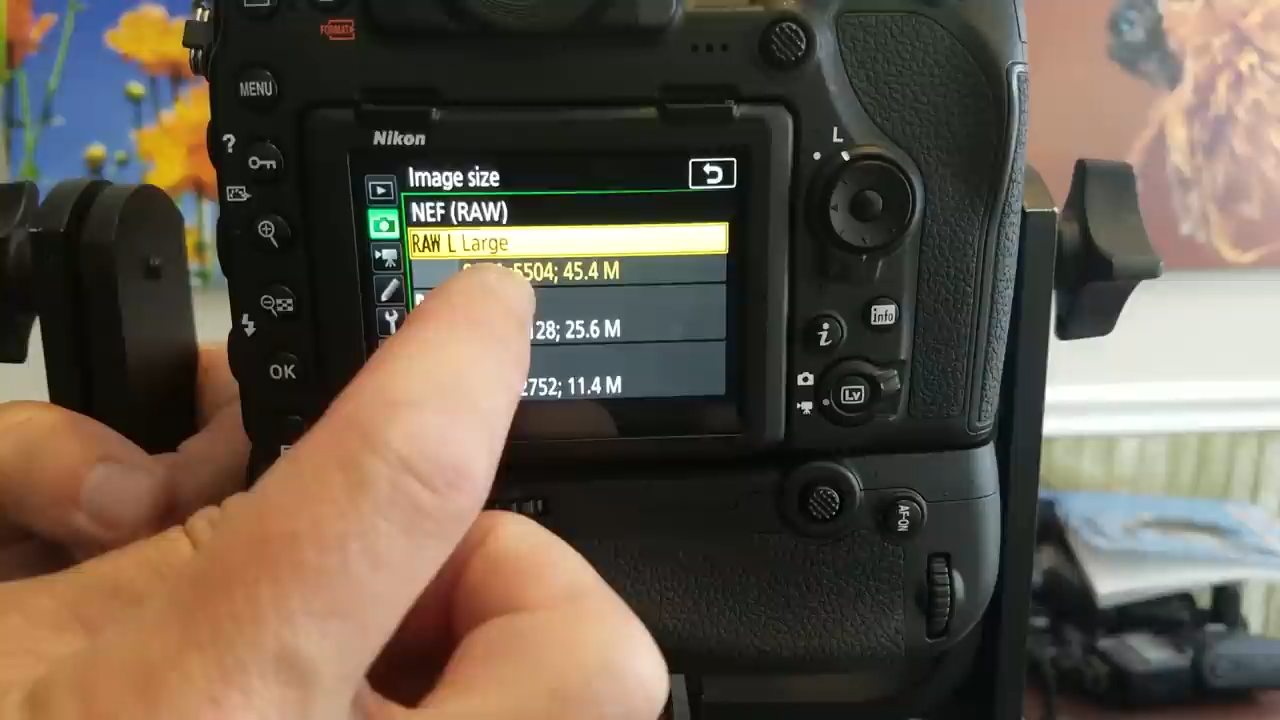 FORMAT
MENU
Nikon
L
?
Image size
NEF (RAW)
RAW L Large
5504; 45.4 M
28; 25.6 M
2752; 11.4 M
info
i
OK
Lv
AF-ON